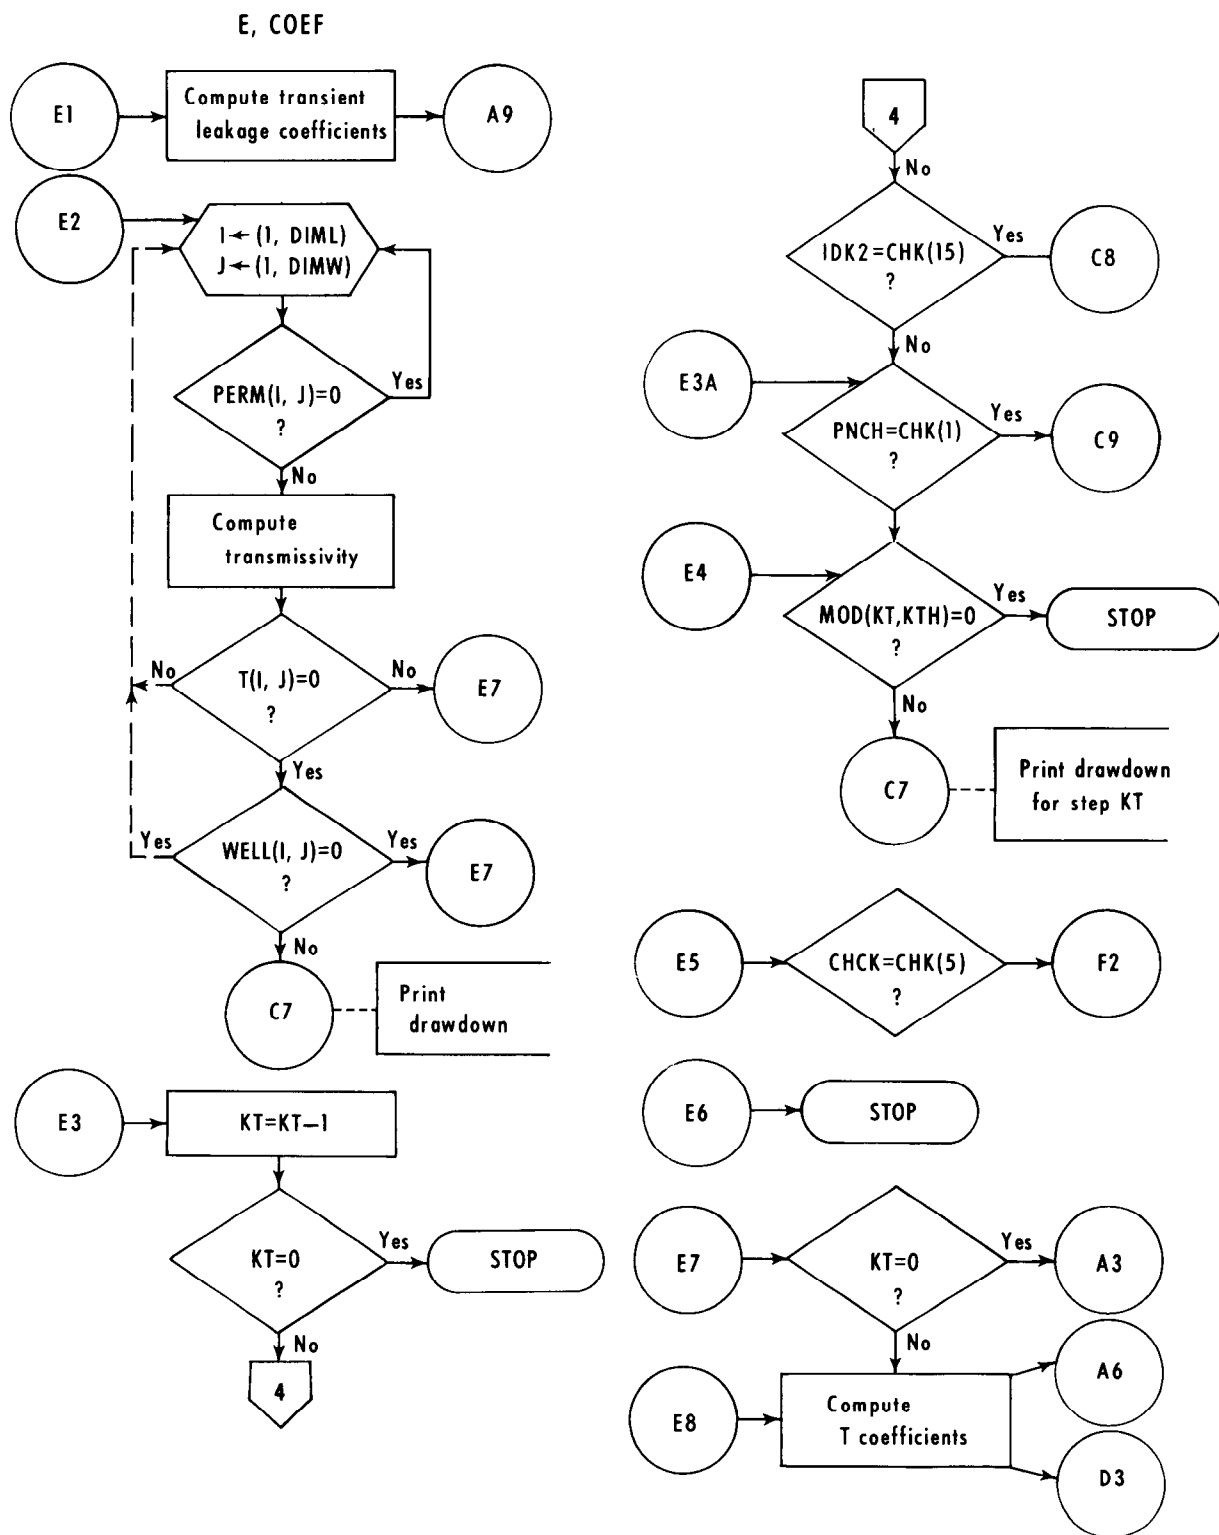 E, COEF
E1
Compute transient
leakage coefficients
A9
E2
I←(1, DIML)
J←(1, DIMW)
PERM(I, J)=0
?
Yes
No
Compute
transmissivity
No
T(I, J)=0
?
No
E7
Yes
Yes
WELL(I, J)=0
?
Yes
E7
No
C7
Print
drawdown
E3
KT=KT–1
KT=0
?
Yes
STOP
No
4
4
No
IDK2=CHK(15)
?
Yes
C8
No
E3A
PNCH=CHK(1)
?
Yes
C9
E4
MOD(KT,KTH)=0
?
Yes
STOP
No
C7
Print drawdown
for step KT
E5
CHCK=CHK(5)
?
F2
E6
STOP
E7
KT=0
?
Yes
A3
No
A6
E8
Compute
T coefficients
D3